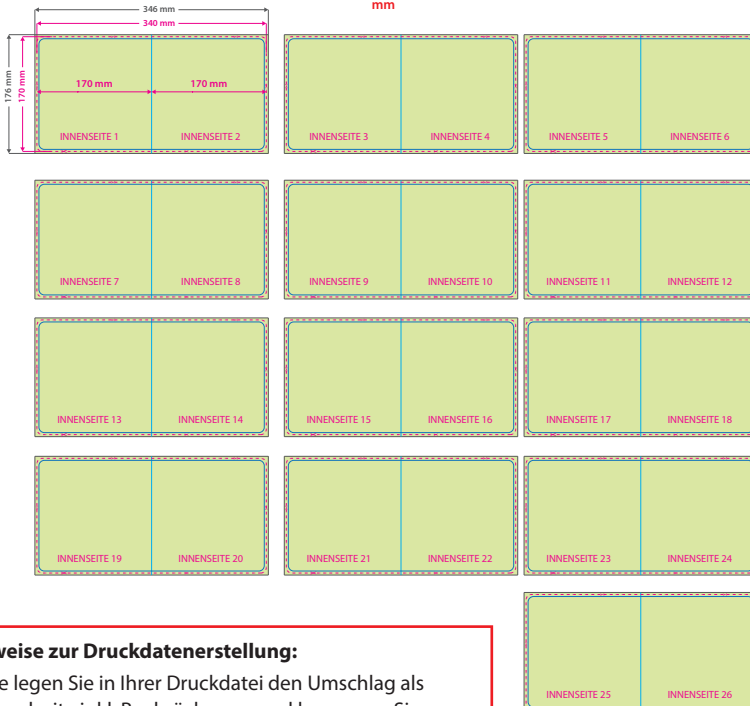 mm
346 mm
340 mm
176 mm
170 mm
170 mm 170 mm
INNENSEITE 1 INNENSEITE 2 INNENSEITE 3 INNENSEITE 4 INNENSEITE 5 INNENSEITE 6
INNENSEITE 7 INNENSEITE 8 INNENSEITE 9 INNENSEITE 10 INNENSEITE 11 INNENSEITE 12
INNENSEITE 13 INNENSEITE 14 INNENSEITE 15 INNENSEITE 16 INNENSEITE 17 INNENSEITE 18
INNENSEITE 19 INNENSEITE 20 INNENSEITE 21 INNENSEITE 22 INNENSEITE 23 INNENSEITE 24
INNENSEITE 25 INNENSEITE 26
weise zur Druckdatenerstellung:
e legen Sie in Ihrer Druckdatei den Umschlag als